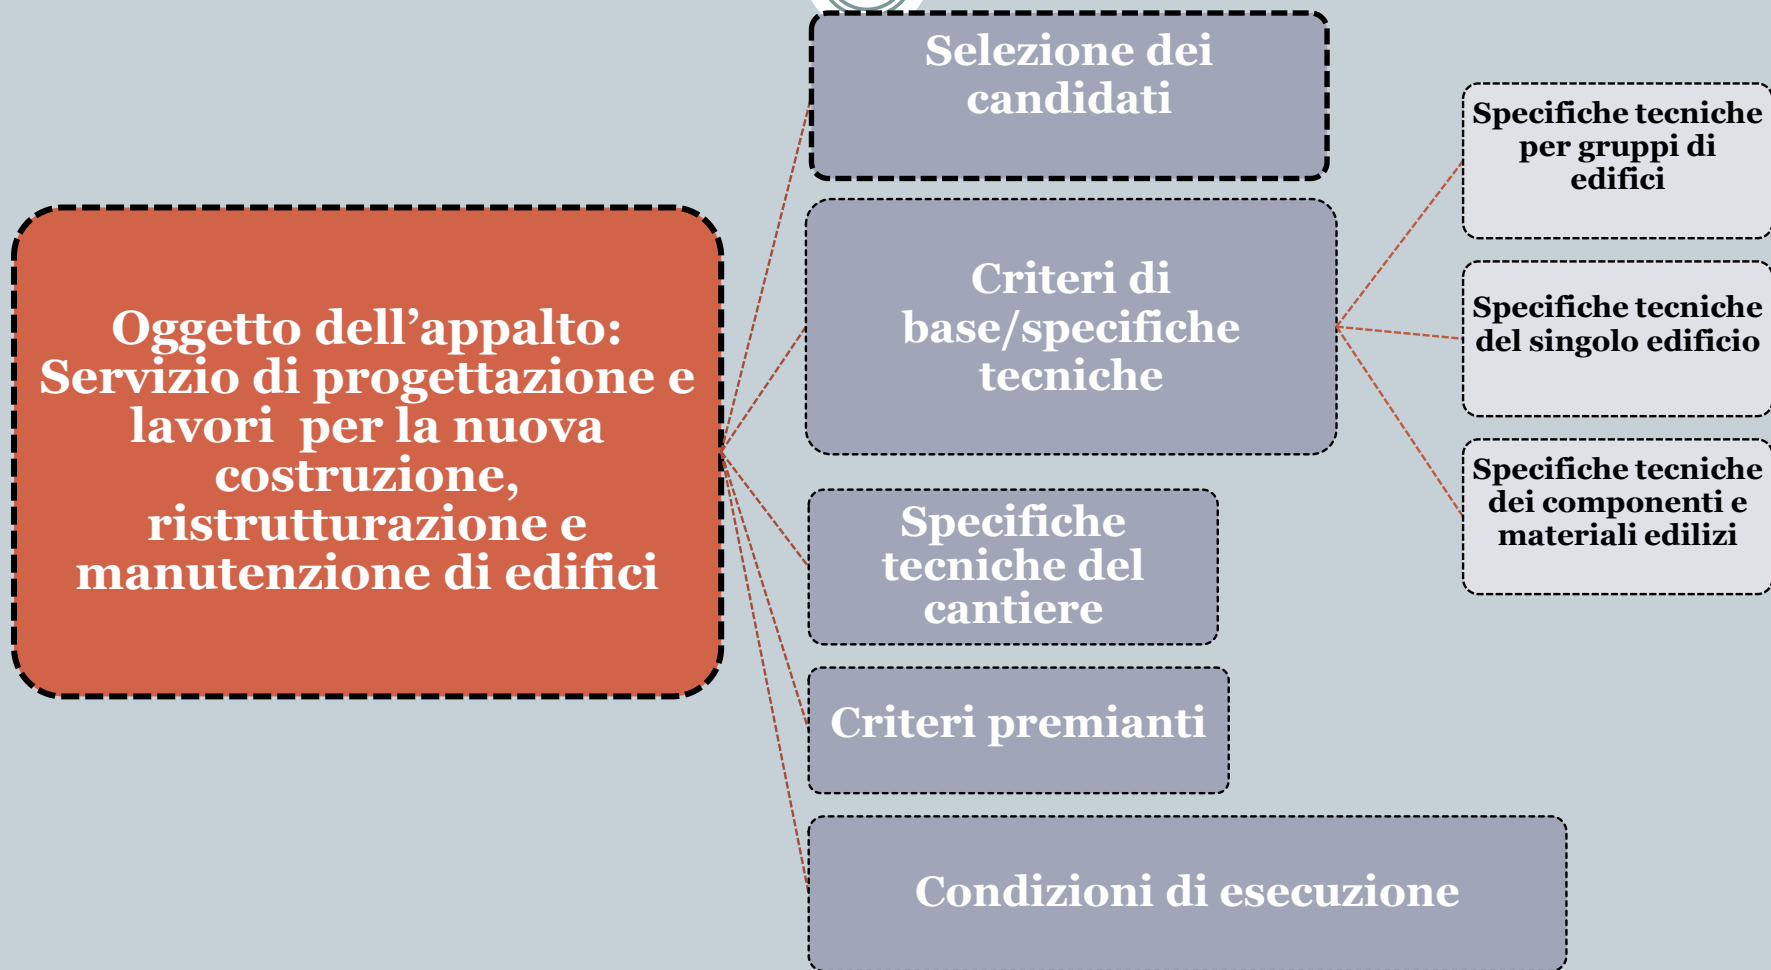 Oggetto dell’appalto:
Servizio di progettazione e
lavori  per la nuova
costruzione,
ristrutturazione e
manutenzione di edifici
Selezione dei
candidati
Criteri di
base/specifiche
tecniche
Specifiche tecniche
per gruppi di
edifici
Specifiche tecniche
del singolo edificio
Specifiche tecniche
dei componenti e
materiali edilizi
Specifiche
tecniche del
cantiere
Criteri premianti
Condizioni di esecuzione